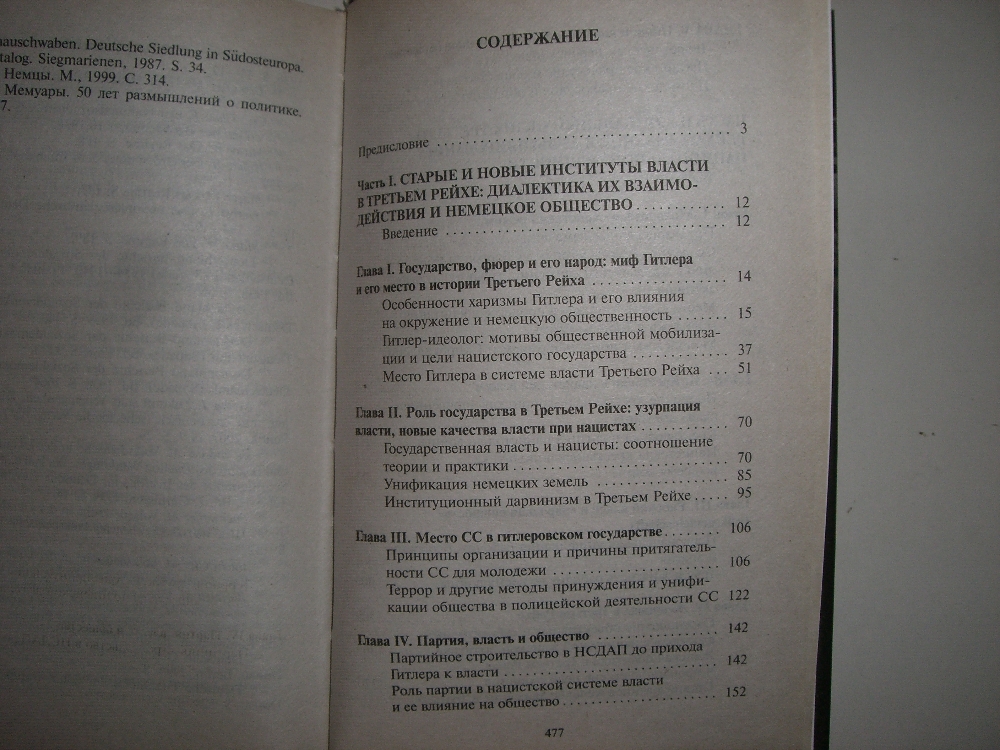 nauschwaben. Deutsche Siedlung in Südosteuropa.
talog. Siegmarienen, 1987. S. 34.
Немцы. М., 1999. С. 314.
Мемуары. 50 лет размышлений о политике.
7.
СОДЕРЖАНИЕ
Предисловие ........................................ 3
Часть I. СТАРЫЕ И НОВЫЕ ИНСТИТУТЫ ВЛАСТИ
В ТРЕТЬЕМ РЕЙХЕ: ДИАЛЕКТИКА ИХ ВЗАИМО-
ДЕЙСТВИЯ И НЕМЕЦКОЕ ОБЩЕСТВО ............ 12
Введение ........................................ 12
Глава I. Государство, фюрер и его народ: миф Гитлера
и его место в истории Третьего Рейха ................... 14
Особенности харизмы Гитлера и его влияния
на окружение и немецкую общественность ....... 15
Гитлер-идеолог: мотивы общественной мобилиза-
ции и цели нацистского государства ............. 37
Место Гитлера в системе власти Третьего Рейха ... 51
Глава II. Роль государства в Третьем Рейхе: узурпация
власти, новые качества власти при нацистах ............ 70
Государственная власть и нацисты: соотношение
теории и практики .............................. 70
Унификация немецких земель .................. 85
Институционный дарвинизм в Третьем Рейхе ..... 95
Глава III. Место СС в гитлеровском государстве ........ 106
Принципы организации и причины притягатель-
ности СС для молодежи ......................... 106
Террор и другие методы принуждения и унифи-
кации общества в полицейской деятельности СС 122
Глава IV. Партия, власть и общество ................. 142
Партийное строительство в НСДАП до прихода
Гитлера к власти ............................... 142
Роль партии в нацистской системе власти
и ее влияние на общество ...................... 152
477